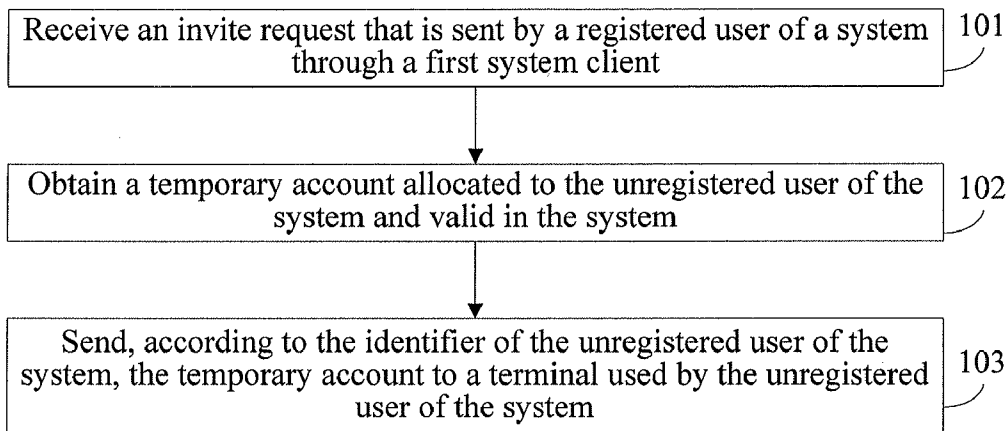 Receive an invite request that is sent by a registered user of a system
through a first system client
101
Obtain a temporary account allocated to the unregistered user of the
system and valid in the system
102
Send, according to the identifier of the unregistered user of the
system, the temporary account to a terminal used by the unregistered
user of the system
103